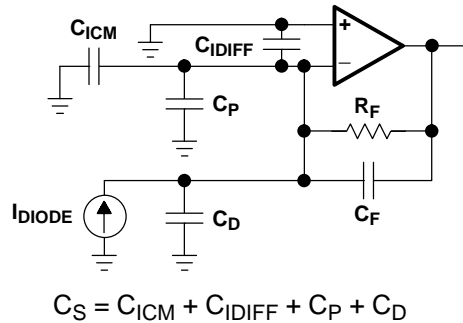 C_ICM
C_IDIFF
+
–
C_P
R_F
I_DIODE
C_D
C_F
C_S = C_ICM + C_IDIFF + C_P + C_D